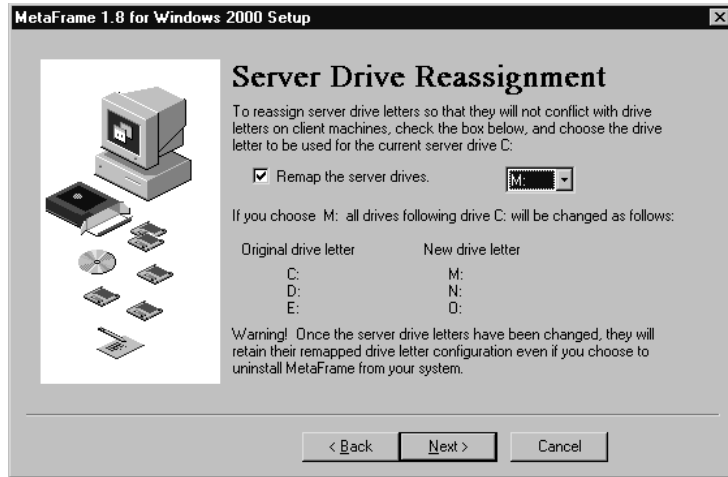 MetaFrame 1.8 for Windows 2000 Setup
Server Drive Reassignment
To reassign server drive letters so that they will not conflict with drive
letters on client machines, check the box below, and choose the drive
letter to be used for the current server drive C:
Remap the server drives. M:
If you choose M: all drives following drive C: will be changed as follows:
Original drive letter New drive letter
C: M:
D: N:
E: O:
Warning! Once the server drive letters have been changed, they will
retain their remapped drive letter configuration even if you choose to
uninstall MetaFrame from your system.
< Back Next > Cancel